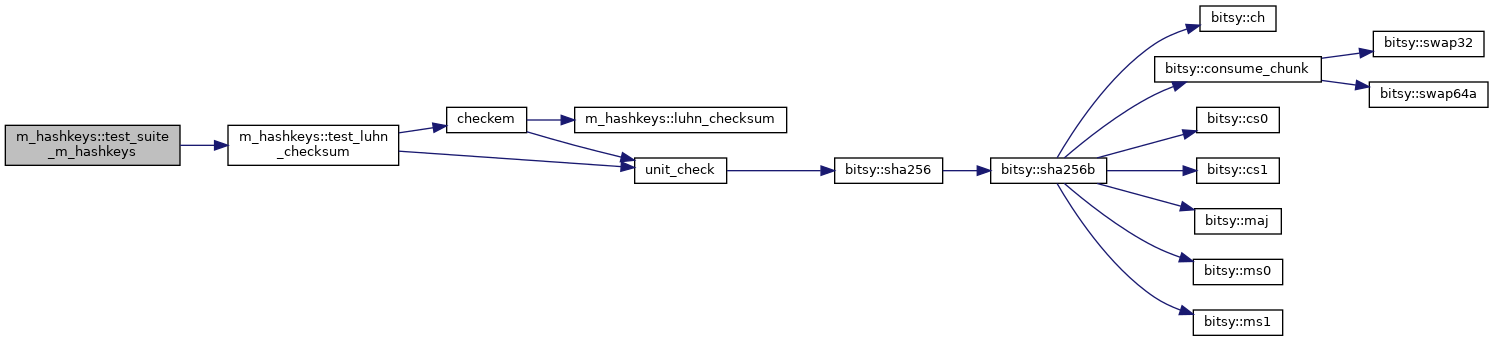 m_hashkeys::test_suite
_m_hashkeys
m_hashkeys::test_luhn
_checksum
checkem
m_hashkeys::luhn_checksum
unit_check
bitsy::sha256
bitsy::sha256b
bitsy::ch
bitsy::consume_chunk
bitsy::swap32
bitsy::swap64a
bitsy::cs0
bitsy::cs1
bitsy::maj
bitsy::ms0
bitsy::ms1